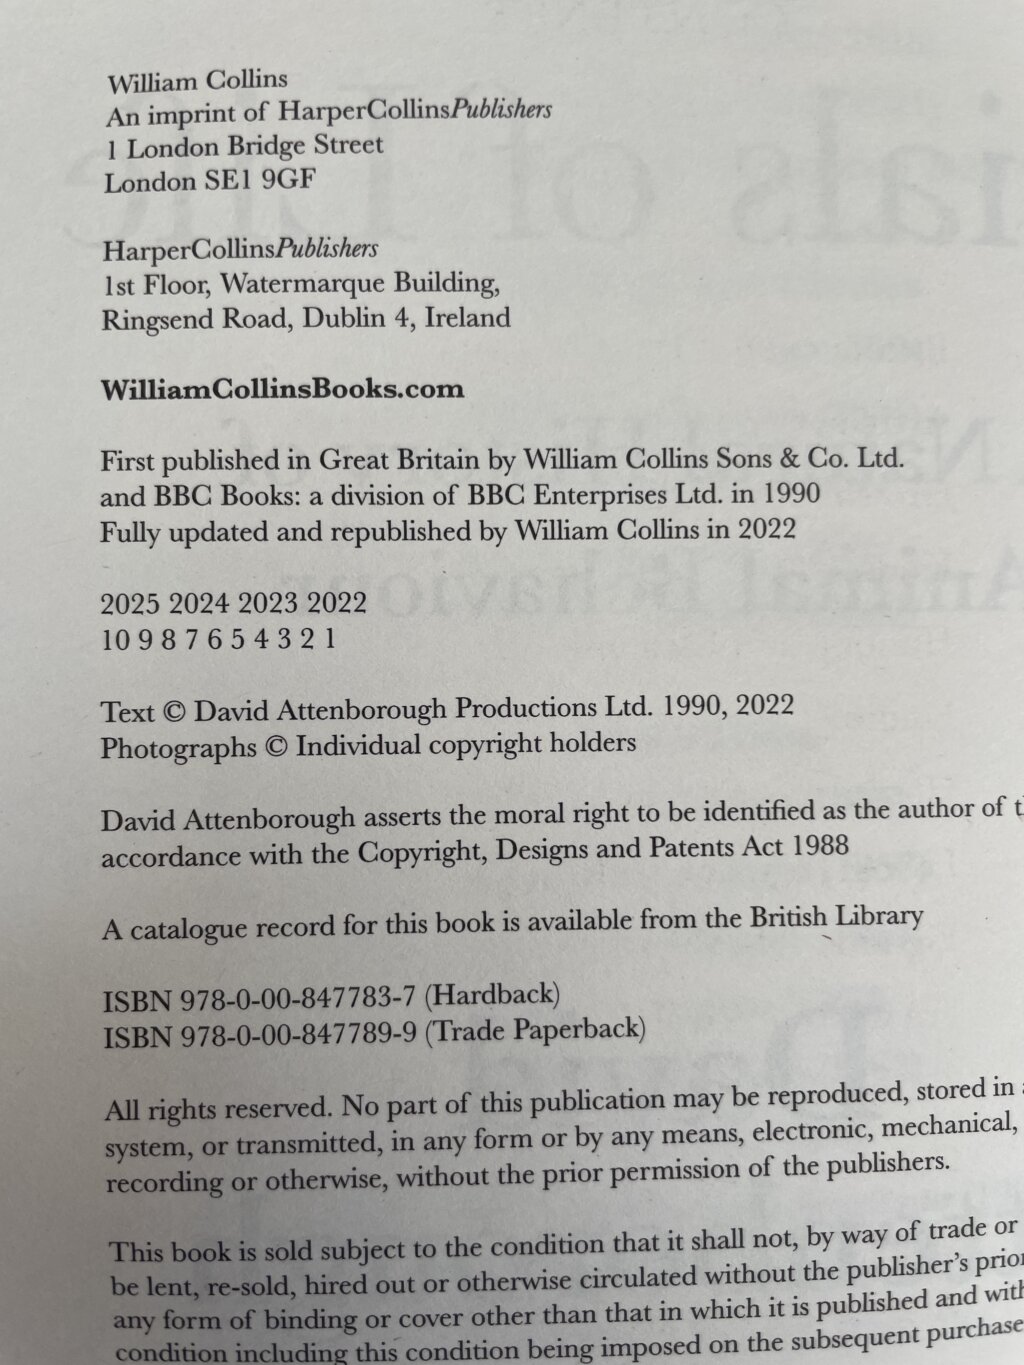 William Collins
An imprint of HarperCollinsPublishers
1 London Bridge Street
London SE1 9GF
HarperCollinsPublishers
1st Floor, Watermarque Building,
Ringsend Road, Dublin 4, Ireland
WilliamCollinsBooks.com
First published in Great Britain by William Collins Sons & Co. Ltd.
and BBC Books: a division of BBC Enterprises Ltd. in 1990
Fully updated and republished by William Collins in 2022
2025 2024 2023 2022
10 9 8 7 6 5 4 3 2 1
Text © David Attenborough Productions Ltd. 1990, 2022
Photographs © Individual copyright holders
David Attenborough asserts the moral right to be identified as the author of
accordance with the Copyright, Designs and Patents Act 1988
A catalogue record for this book is available from the British Library
ISBN 978-0-00-847783-7 (Hardback)
ISBN 978-0-00-847789-9 (Trade Paperback)
All rights reserved. No part of this publication may be reproduced, stored in
system, or transmitted, in any form or by any means, electronic, mechanical,
recording or otherwise, without the prior permission of the publishers.
This book is sold subject to the condition that it shall not, by way of trade or
be lent, re-sold, hired out or otherwise circulated without the publisher's prior
any form of binding or cover other than that in which it is published and
condition including this condition being imposed on the subsequent